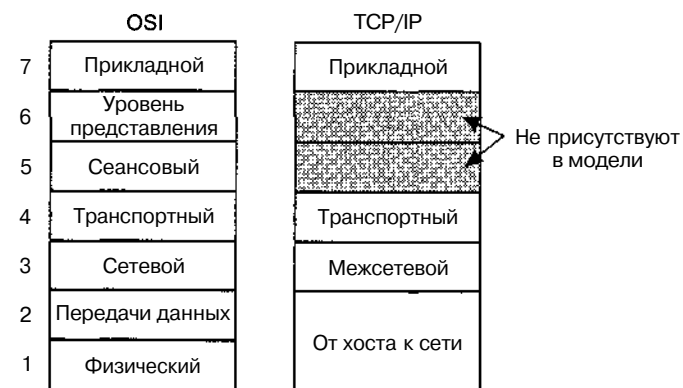 OSI
TCP/IP
7
Прикладной
Прикладной
6
Уровень
представления
5
Сеансовый
Не присутствуют
в модели
4
Транспортный
Транспортный
3
Сетевой
Межсетевой
2
Передачи данных
От хоста к сети
1
Физический